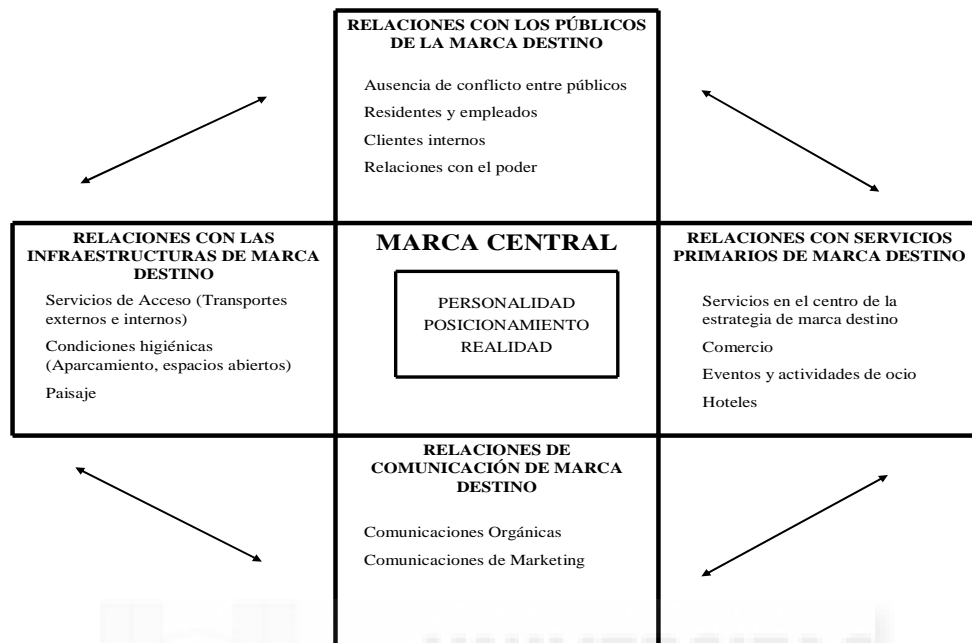 RELACIONES CON LOS PÚBLICOS
DE LA MARCA DESTINO
Ausencia de conflicto entre públicos
Residentes y empleados
Clientes internos
Relaciones con el poder
RELACIONES CON LAS
INFRAESTRUCTURAS DE MARCA
DESTINO
Servicios de Acceso (Transportes
externos e internos)
Condiciones higiénicas
(Aparcamiento, espacios abiertos)
Paisaje
MARCA CENTRAL
PERSONALIDAD
POSICIONAMIENTO
REALIDAD
RELACIONES CON SERVICIOS
PRIMARIOS DE MARCA DESTINO
Servicios en el centro de la
estrategia de marca destino
Comercio
Eventos y actividades de ocio
Hoteles
RELACIONES DE
COMUNICACIÓN DE MARCA
DESTINO
Comunicaciones Orgánicas
Comunicaciones de Marketing